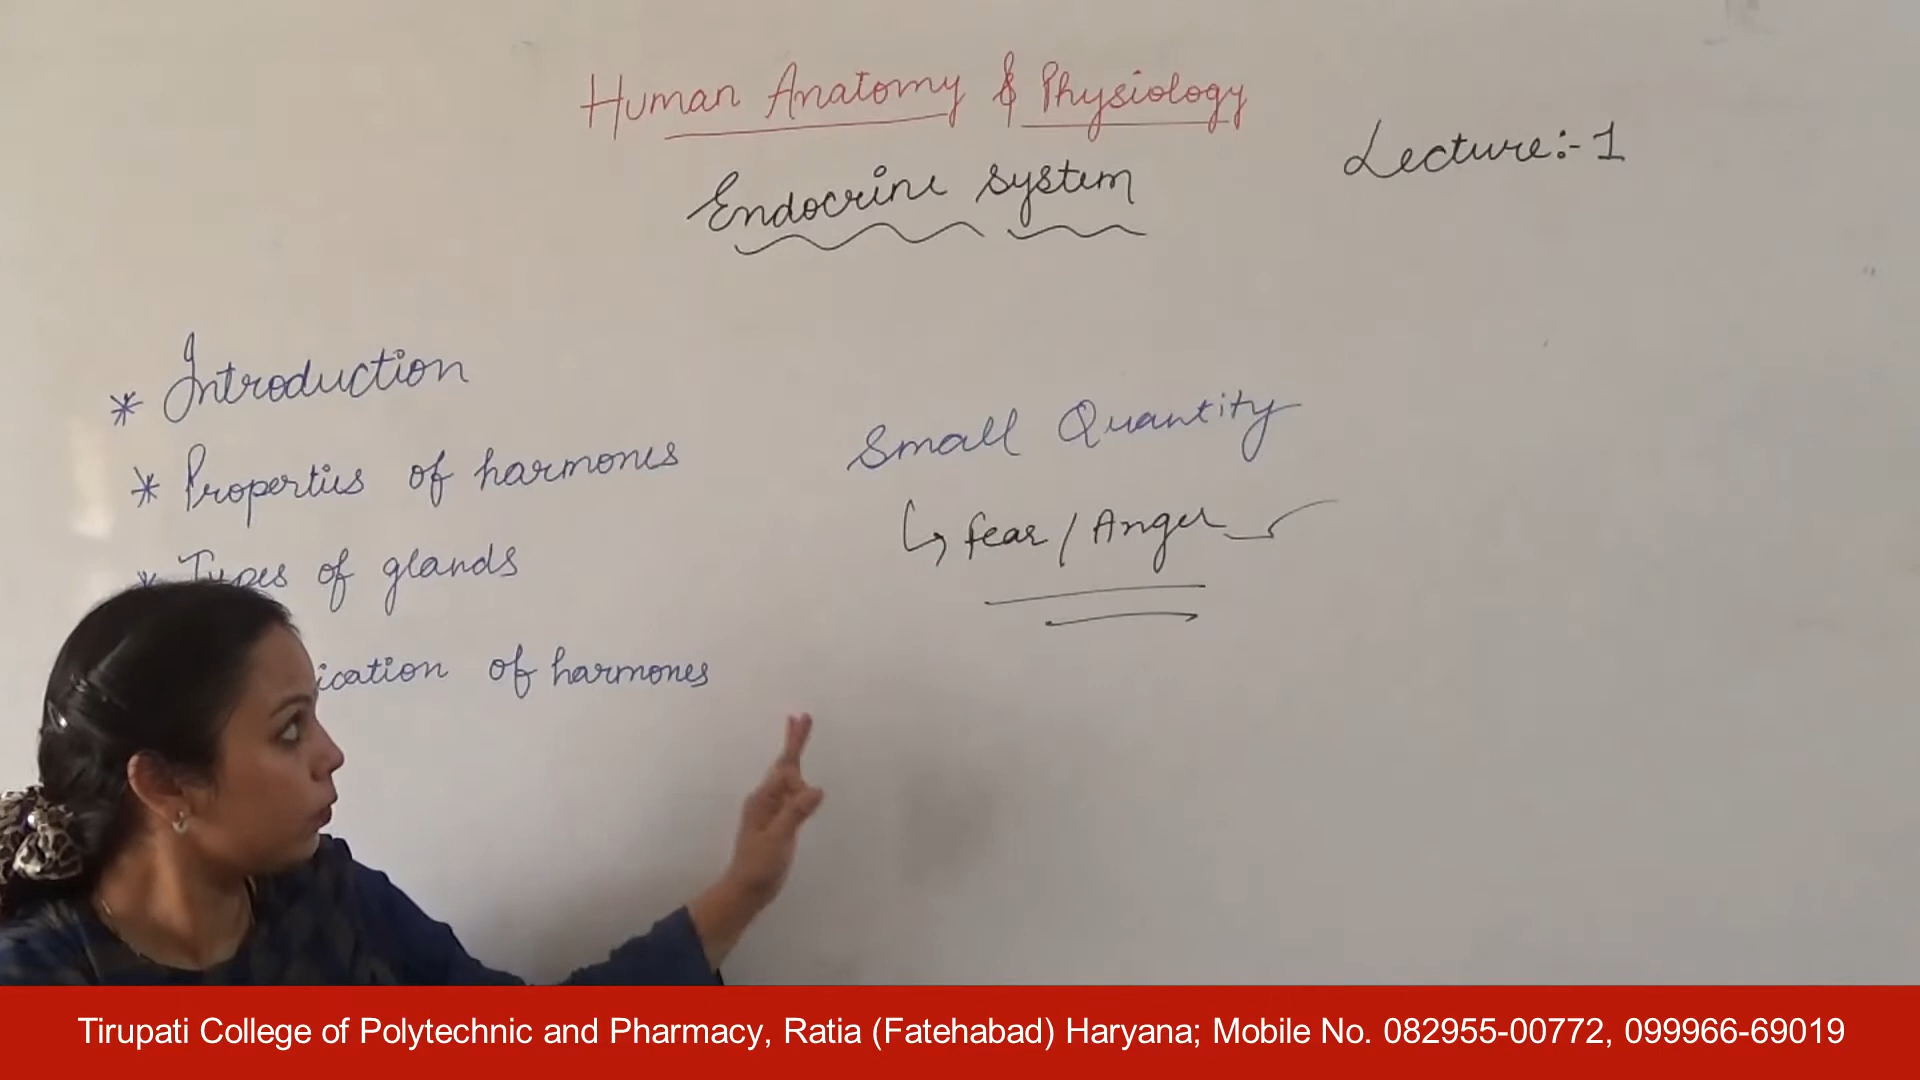 Human Anatomy & Physiology
Lecture:- 1
Endocrine system
* Introduction
* Properties of harmones
* Types of glands
ication of harmones
Small Quantity
↳ fear / Anger
Tirupati College of Polytechnic and Pharmacy, Ratia (Fatehabad) Haryana; Mobile No. 082955-00772, 099966-69019